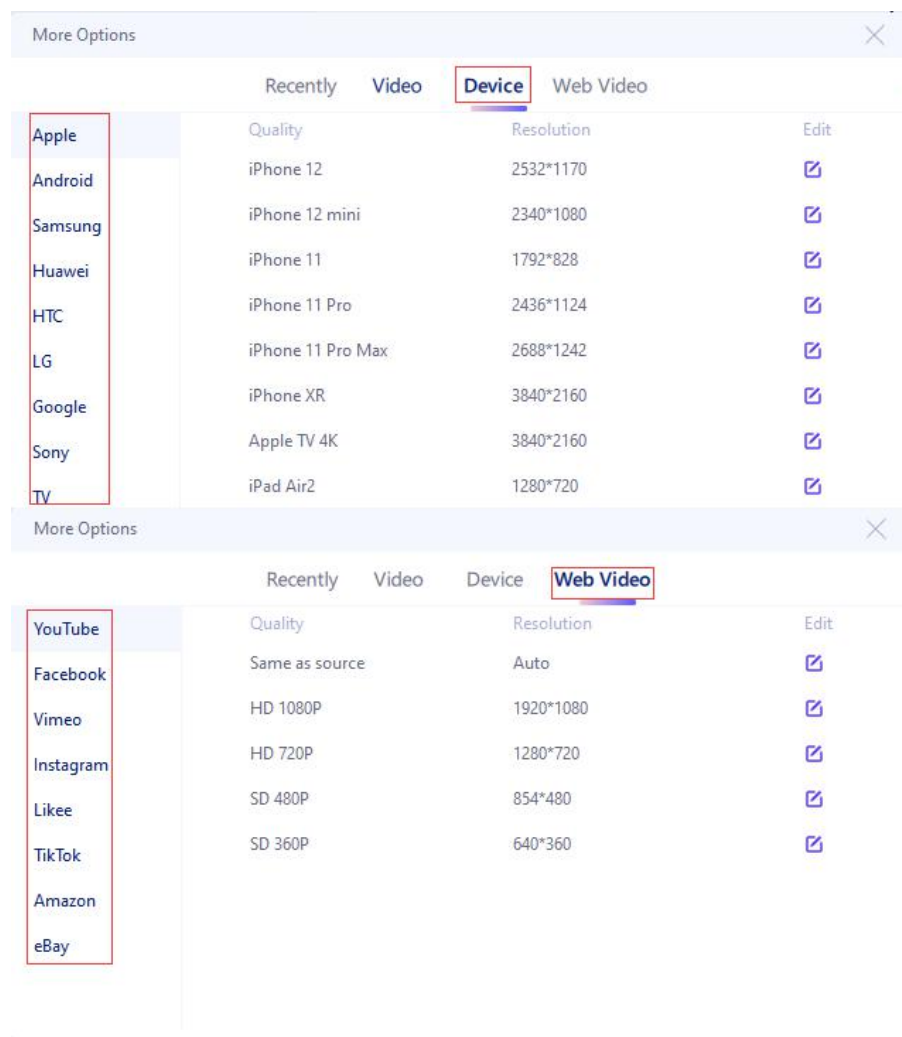 More Options
Recently Video Device Web Video
Quality Resolution Edit
Apple
iPhone 12 2532*1170
Android
iPhone 12 mini 2340*1080
Samsung
iPhone 11 1792*828
Huawei
iPhone 11 Pro 2436*1124
HTC
iPhone 11 Pro Max 2688*1242
LG
iPhone XR 3840*2160
Google
Apple TV 4K 3840*2160
Sony
iPad Air2 1280*720
TV
More Options
Recently Video Device Web Video
Quality Resolution Edit
YouTube
Same as source Auto
Facebook
HD 1080P 1920*1080
Vimeo
HD 720P 1280*720
Instagram
SD 480P 854*480
Likee
SD 360P 640*360
TikTok
Amazon
eBay